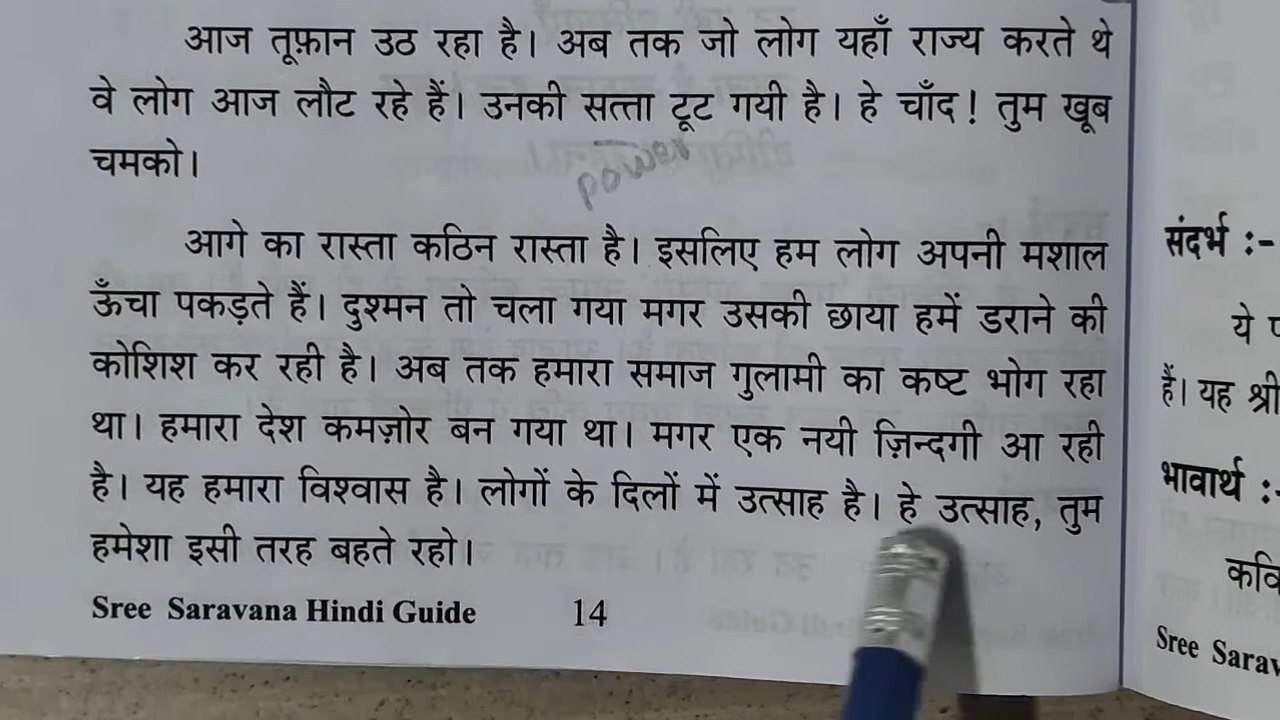 आज तूफ़ान उठ रहा है। अब तक जो लोग यहाँ राज्य करते थे
वे लोग आज लौट रहे हैं। उनकी सत्ता टूट गयी है। हे चाँद! तुम खूब
चमको।
power
आगे का रास्ता कठिन रास्ता है। इसलिए हम लोग अपनी मशाल
ऊँचा पकड़ते हैं। दुश्मन तो चला गया मगर उसकी छाया हमें डराने की
कोशिश कर रही है। अब तक हमारा समाज गुलामी का कष्ट भोग रहा
था। हमारा देश कमज़ोर बन गया था। मगर एक नयी ज़िन्दगी आ रही
है। यह हमारा विश्वास है। लोगों के दिलों में उत्साह है। हे उत्साह, तुम
हमेशा इसी तरह बहते रहो।
Sree Saravana Hindi Guide 14
संदर्भ :-
ये
हैं। यह श्री
भावार्थ :-
कवि
Sree